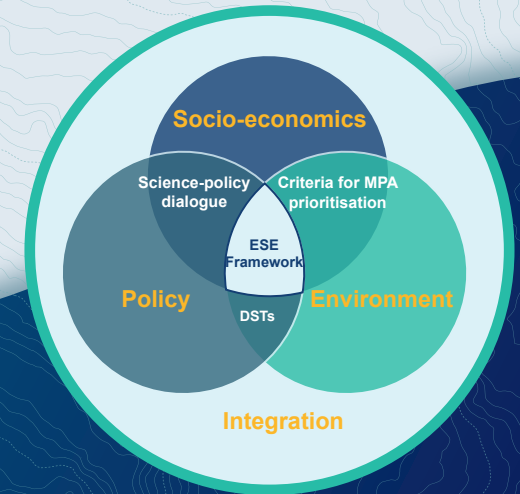 Socio-economics
Science-policy
dialogue
Criteria for MPA
prioritisation
ESE
Framework
Policy
Environment
DSTs
Integration